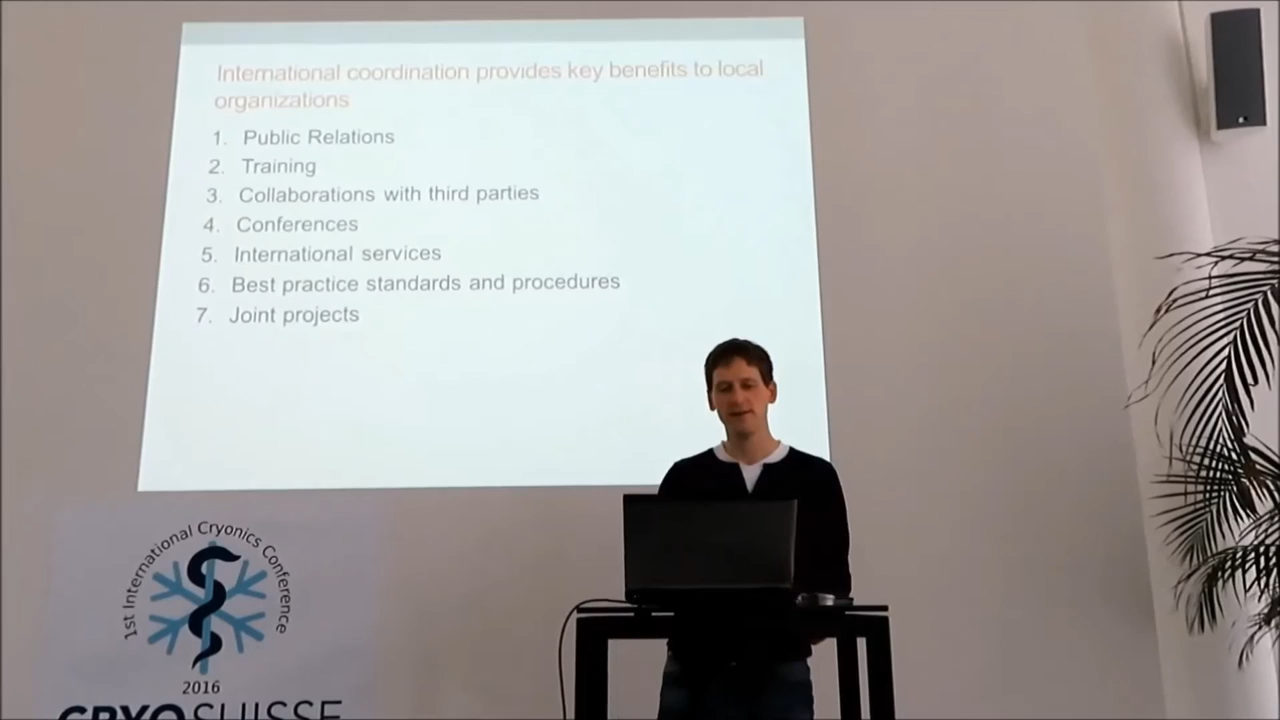 International coordination provides key benefits to local
organizations
1. Public Relations
2. Training
3. Collaborations with third parties
4. Conferences
5. International services
6. Best practice standards and procedures
7. Joint projects
1st International Cryonics Conference
2016
CRYOSUISSE